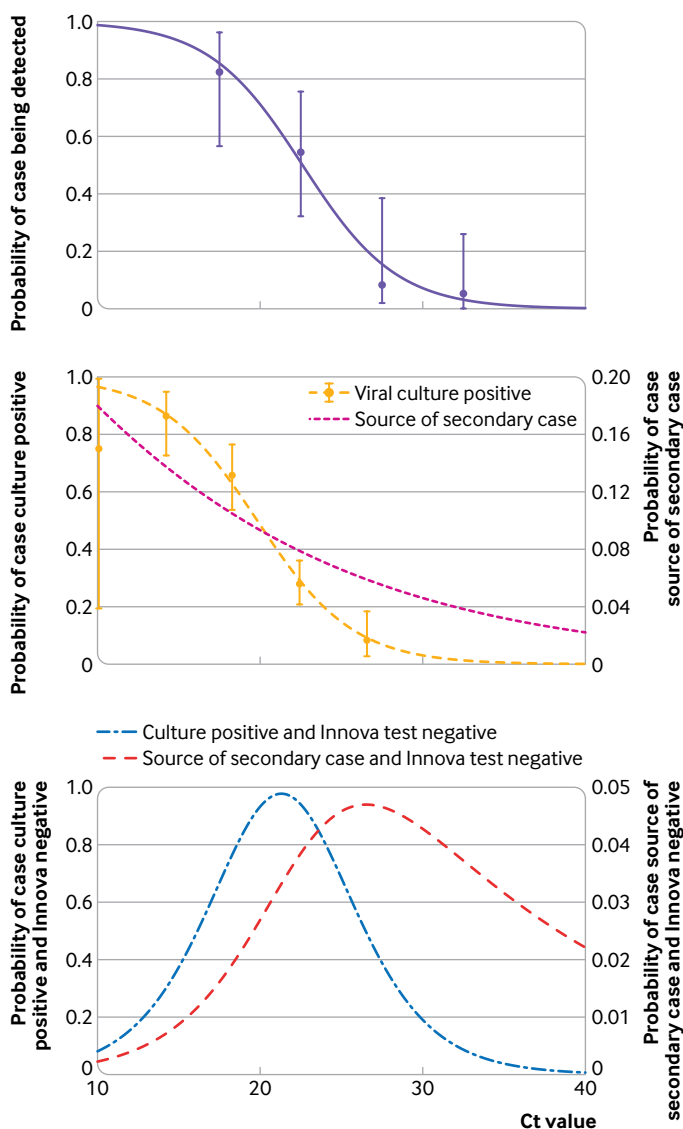 Probability of case being detected
1.0
0.8
0.6
0.4
0.2
0
Probability of case culture positive
1.0
0.8
0.6
0.4
0.2
0
Viral culture positive
Source of secondary case
0.20
0.16
0.12
0.08
0.04
0
Probability of case
source of secondary case
Culture positive and Innova test negative
Source of secondary case and Innova test negative
Probability of case culture
positive and Innova negative
1.0
0.8
0.6
0.4
0.2
0
0.05
0.04
0.03
0.02
0.01
0
Probability of case source of
secondary case and Innova negative
10
20
30
40
Ct value